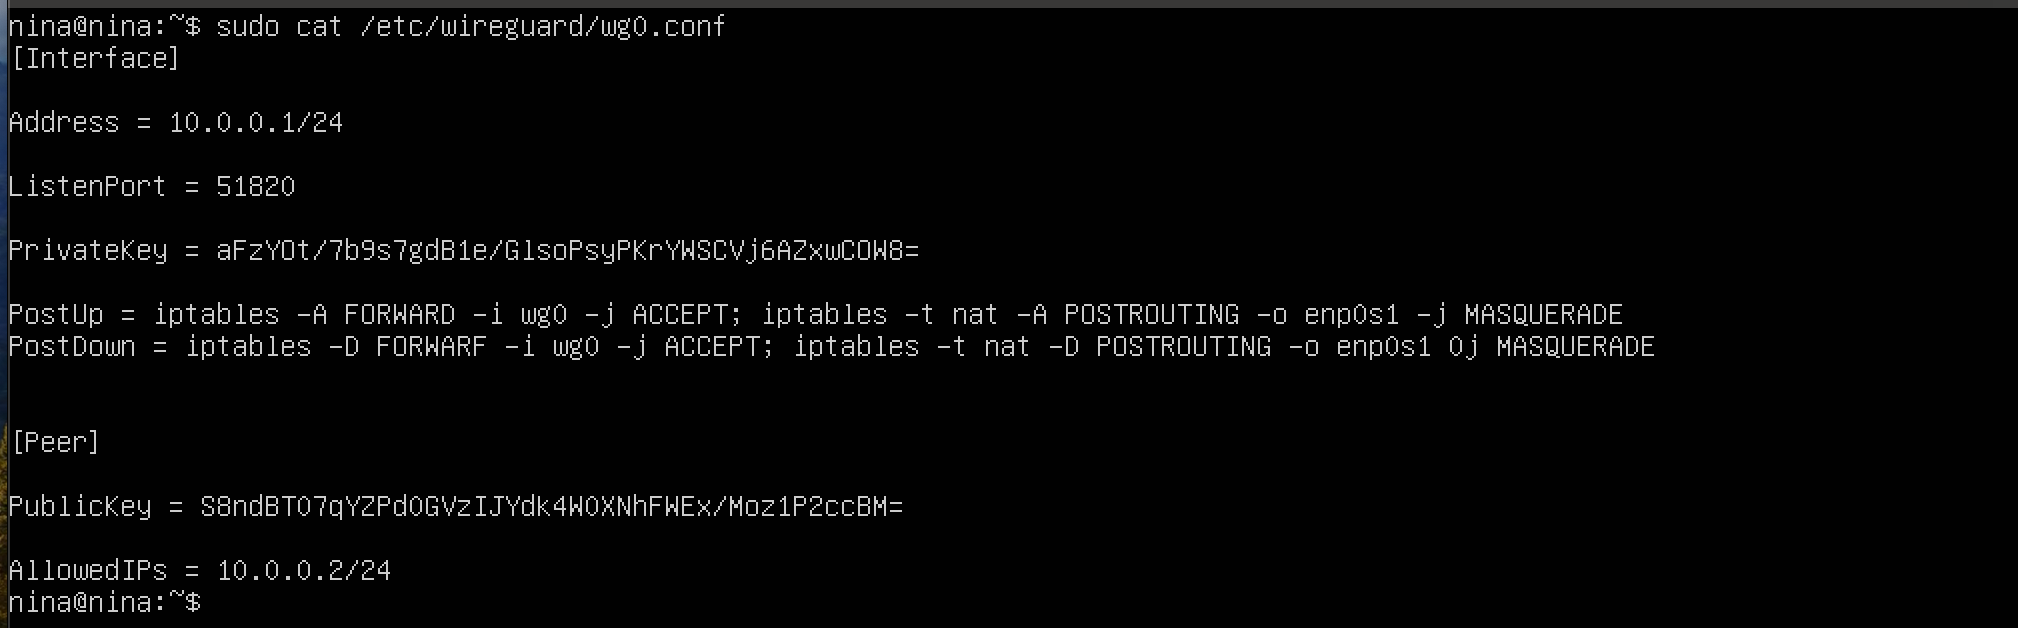 nina@nina:~$ sudo cat /etc/wireguard/wg0.conf
[Interface]
Address = 10.0.0.1/24
ListenPort = 51820
PrivateKey = aFzYOt/7b9s7gdB1e/GlsoPsyPKrYWSCVj6AZxwCOW8=
PostUp = iptables -A FORWARD -i wg0 -j ACCEPT; iptables -t nat -A POSTROUTING -o enp0s1 -j MASQUERADE
PostDown = iptables -D FORWARF -i wg0 -j ACCEPT; iptables -t nat -D POSTROUTING -o enp0s1 0j MASQUERADE
[Peer]
PublicKey = S8ndBTO7qYZPdOGVzIJYdk4WOXNhFWEx/Moz1P2ccBM=
AllowedIPs = 10.0.0.2/24
nina@nina:~$